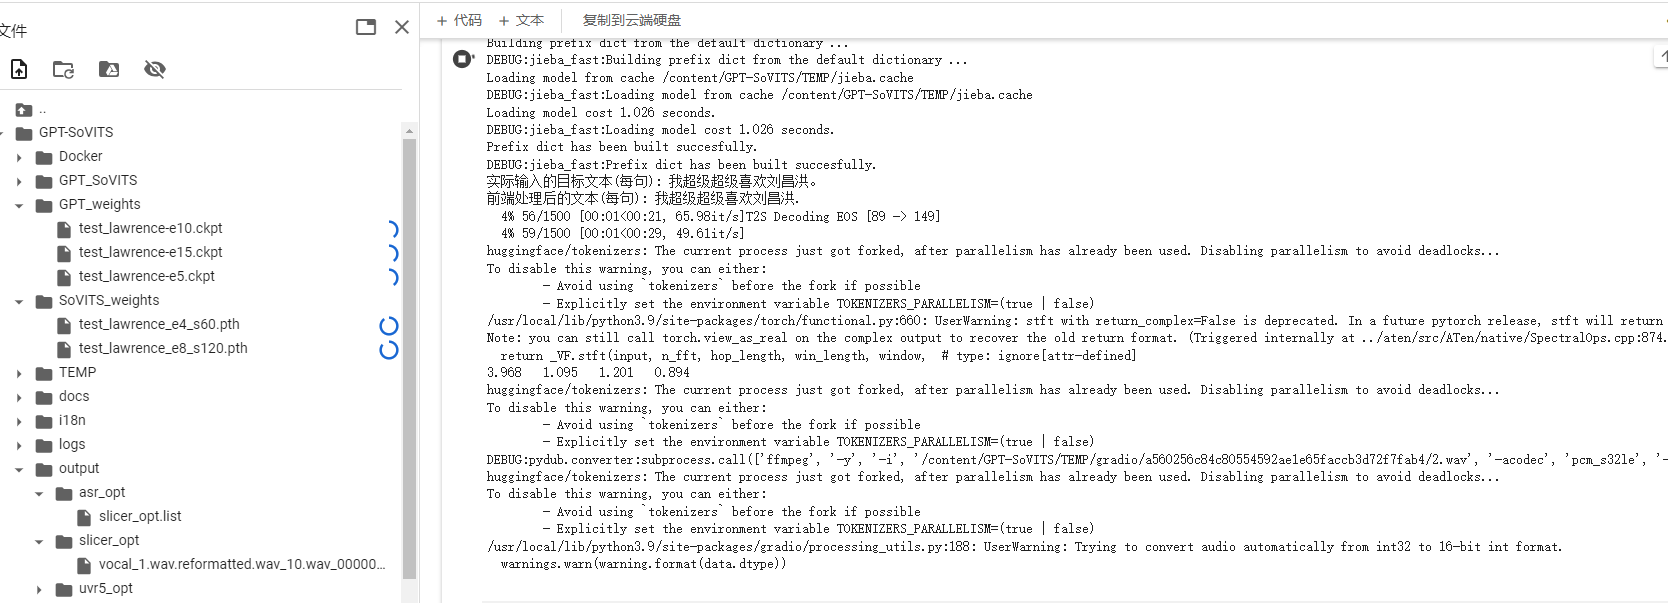 文件
..
GPT-SoVITS
Docker
GPT_SoVITS
GPT_weights
test_lawrence-e10.ckpt
test_lawrence-e15.ckpt
test_lawrence-e5.ckpt
SoVITS_weights
test_lawrence_e4_s60.pth
test_lawrence_e8_s120.pth
TEMP
docs
i18n
logs
output
asr_opt
slicer_opt.list
slicer_opt
vocal_1.wav.reformatted.wav_10.wav_00000...
uvr5_opt
+ 代码 + 文本 复制到云端硬盘
Building prefix dict from the default dictionary ...
DEBUG:jieba_fast:Building prefix dict from the default dictionary ...
Loading model from cache /content/GPT-SoVITS/TEMP/jieba.cache
DEBUG:jieba_fast:Loading model from cache /content/GPT-SoVITS/TEMP/jieba.cache
Loading model cost 1.026 seconds.
DEBUG:jieba_fast:Loading model cost 1.026 seconds.
Prefix dict has been built succesfully.
DEBUG:jieba_fast:Prefix dict has been built succesfully.
实际输入的目标文本(每句): 我超级超级喜欢刘昌洪。
前端处理后的文本(每句): 我超级超级喜欢刘昌洪.
4% 56/1500 [00:01<00:21, 65.98it/s]T2S Decoding EOS [89 -> 149]
4% 59/1500 [00:01<00:29, 49.61it/s]
huggingface/tokenizers: The current process just got forked, after parallelism has already been used. Disabling parallelism to avoid deadlocks...
To disable this warning, you can either:
- Avoid using `tokenizers` before the fork if possible
- Explicitly set the environment variable TOKENIZERS_PARALLELISM=(true | false)
/usr/local/lib/python3.9/site-packages/torch/functional.py:660: UserWarning: stft with return_complex=False is deprecated. In a future pytorch release, stft will return
Note: you can still call torch.view_as_real on the complex output to recover the old return format. (Triggered internally at ../aten/src/ATen/native/SpectralOps.cpp:874.
return _VF.stft(input, n_fft, hop_length, win_length, window, # type: ignore[attr-defined]
3.968 1.095 1.201 0.894
huggingface/tokenizers: The current process just got forked, after parallelism has already been used. Disabling parallelism to avoid deadlocks...
To disable this warning, you can either:
- Avoid using `tokenizers` before the fork if possible
- Explicitly set the environment variable TOKENIZERS_PARALLELISM=(true | false)
DEBUG:pydub.converter:subprocess.call(['ffmpeg', '-y', '-i', '/content/GPT-SoVITS/TEMP/gradio/a560256c84c80554592ae1e65faccb3d72f7fab4/2.wav', '-acodec', 'pcm_s32le', '-
huggingface/tokenizers: The current process just got forked, after parallelism has already been used. Disabling parallelism to avoid deadlocks...
To disable this warning, you can either:
- Avoid using `tokenizers` before the fork if possible
- Explicitly set the environment variable TOKENIZERS_PARALLELISM=(true | false)
/usr/local/lib/python3.9/site-packages/gradio/processing_utils.py:188: UserWarning: Trying to convert audio automatically from int32 to 16-bit int format.
warnings.warn(warning.format(data.dtype))